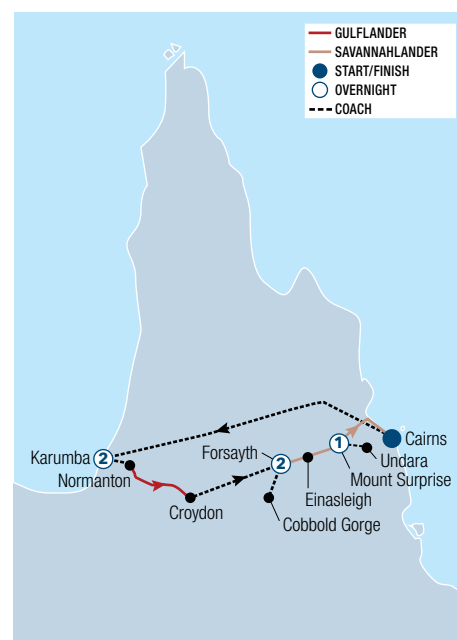 GULFLANDER
SAVANNAHLANDER
START/FINISH
OVERNIGHT
COACH
Karumba
2
Normanton
Croydon
Forsayth
2
Einasleigh
Cobbold Gorge
1
Cairns
Undara
Mount Surprise